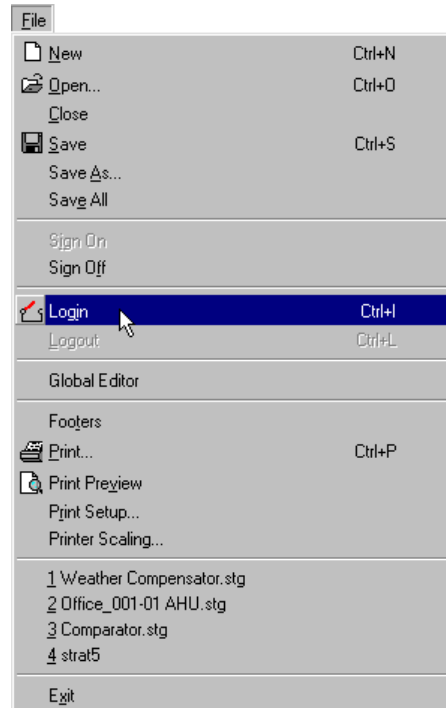 File
New Ctrl+N
Open... Ctrl+O
Close
Save Ctrl+S
Save As...
Save All
Sign On
Sign Off
Login Ctrl+I
Logout Ctrl+L
Global Editor
Footers
Print... Ctrl+P
Print Preview
Print Setup...
Printer Scaling...
1 Weather Compensator.stg
2 Office_001-01 AHU.stg
3 Comparator.stg
4 strat5
Exit